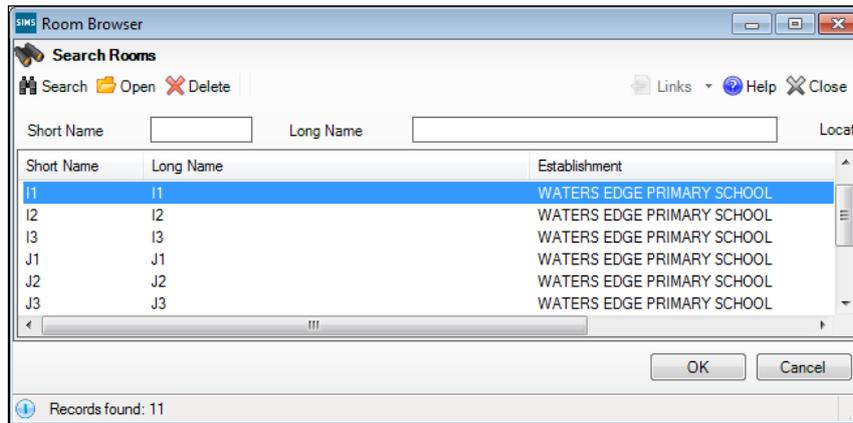 SIMS Room Browser
Search Rooms
Search Open Delete Links Help Close
Short Name Long Name Locat
Short Name Long Name Establishment
I1 I1 WATERS EDGE PRIMARY SCHOOL
I2 I2 WATERS EDGE PRIMARY SCHOOL
I3 I3 WATERS EDGE PRIMARY SCHOOL
J1 J1 WATERS EDGE PRIMARY SCHOOL
J2 J2 WATERS EDGE PRIMARY SCHOOL
J3 J3 WATERS EDGE PRIMARY SCHOOL
OK Cancel
Records found: 11